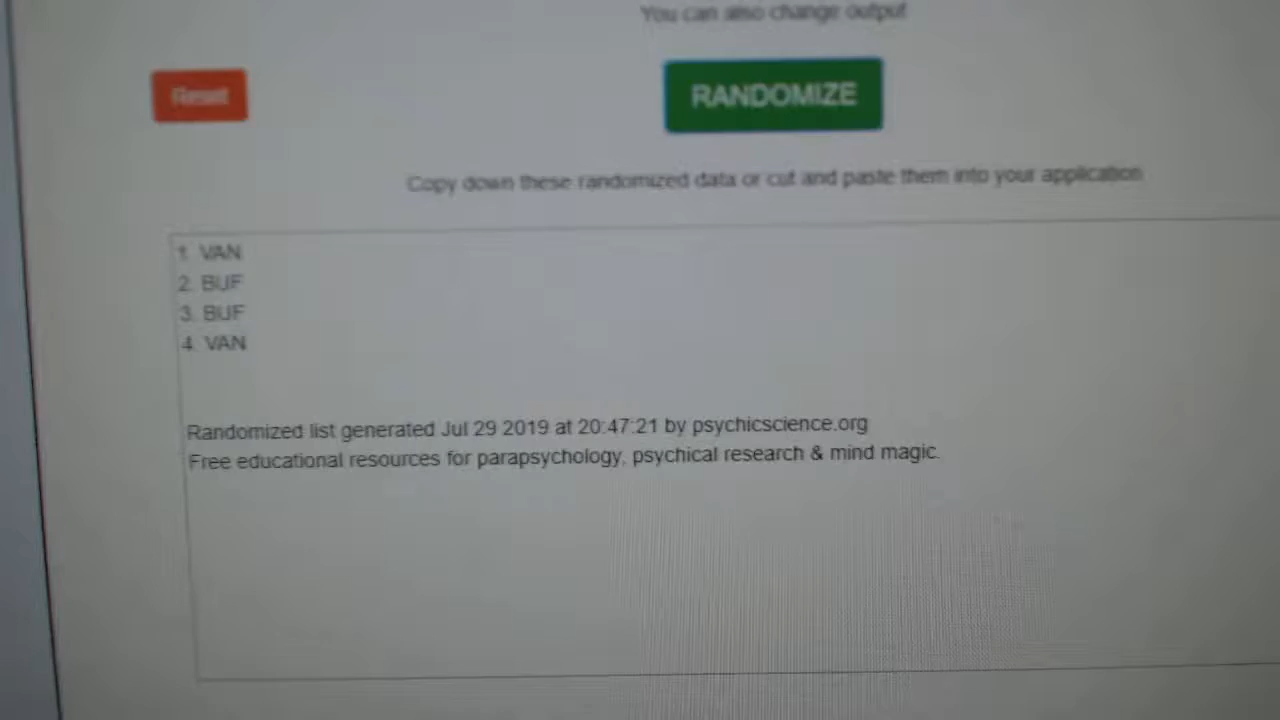 You can also change output
Reset
RANDOMIZE
Copy down these randomized data or cut and paste them into your application
1. VAN
2. BUF
3. BUF
4. VAN
Randomized list generated Jul 29 2019 at 20:47:21 by psychicscience.org
Free educational resources for parapsychology, psychical research & mind magic.